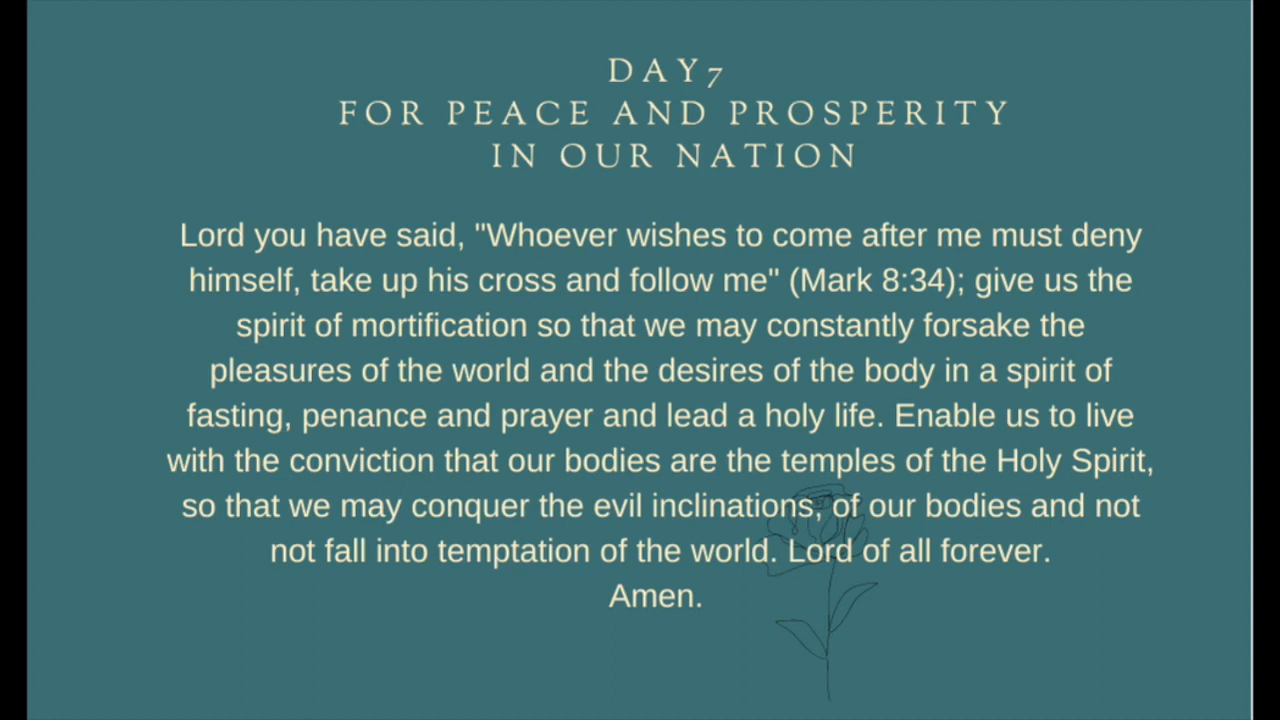 DAY7
FOR PEACE AND PROSPERITY
IN OUR NATION
Lord you have said, "Whoever wishes to come after me must deny
himself, take up his cross and follow me" (Mark 8:34); give us the
spirit of mortification so that we may constantly forsake the
pleasures of the world and the desires of the body in a spirit of
fasting, penance and prayer and lead a holy life. Enable us to live
with the conviction that our bodies are the temples of the Holy Spirit,
so that we may conquer the evil inclinations, of our bodies and not
not fall into temptation of the world. Lord of all forever.
Amen.